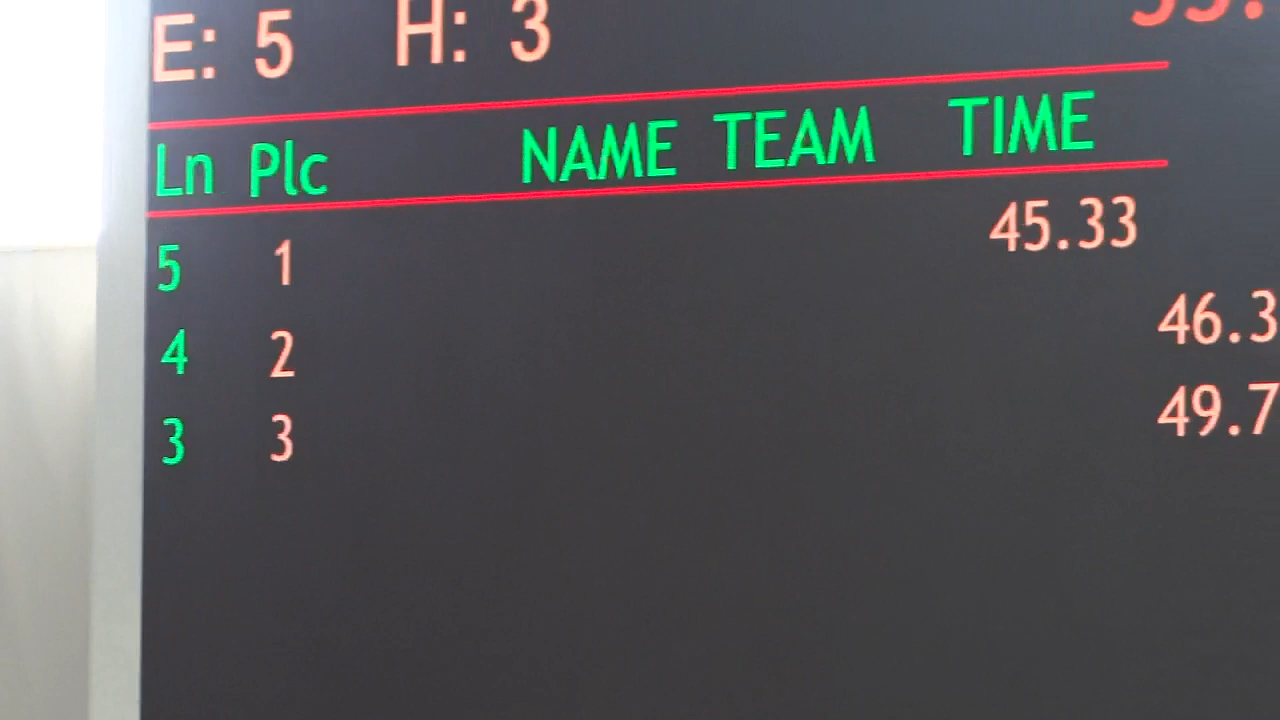 E: 5 H: 3
Ln Plc NAME TEAM TIME
5 1 45.33
4 2 46.3
3 3 49.7